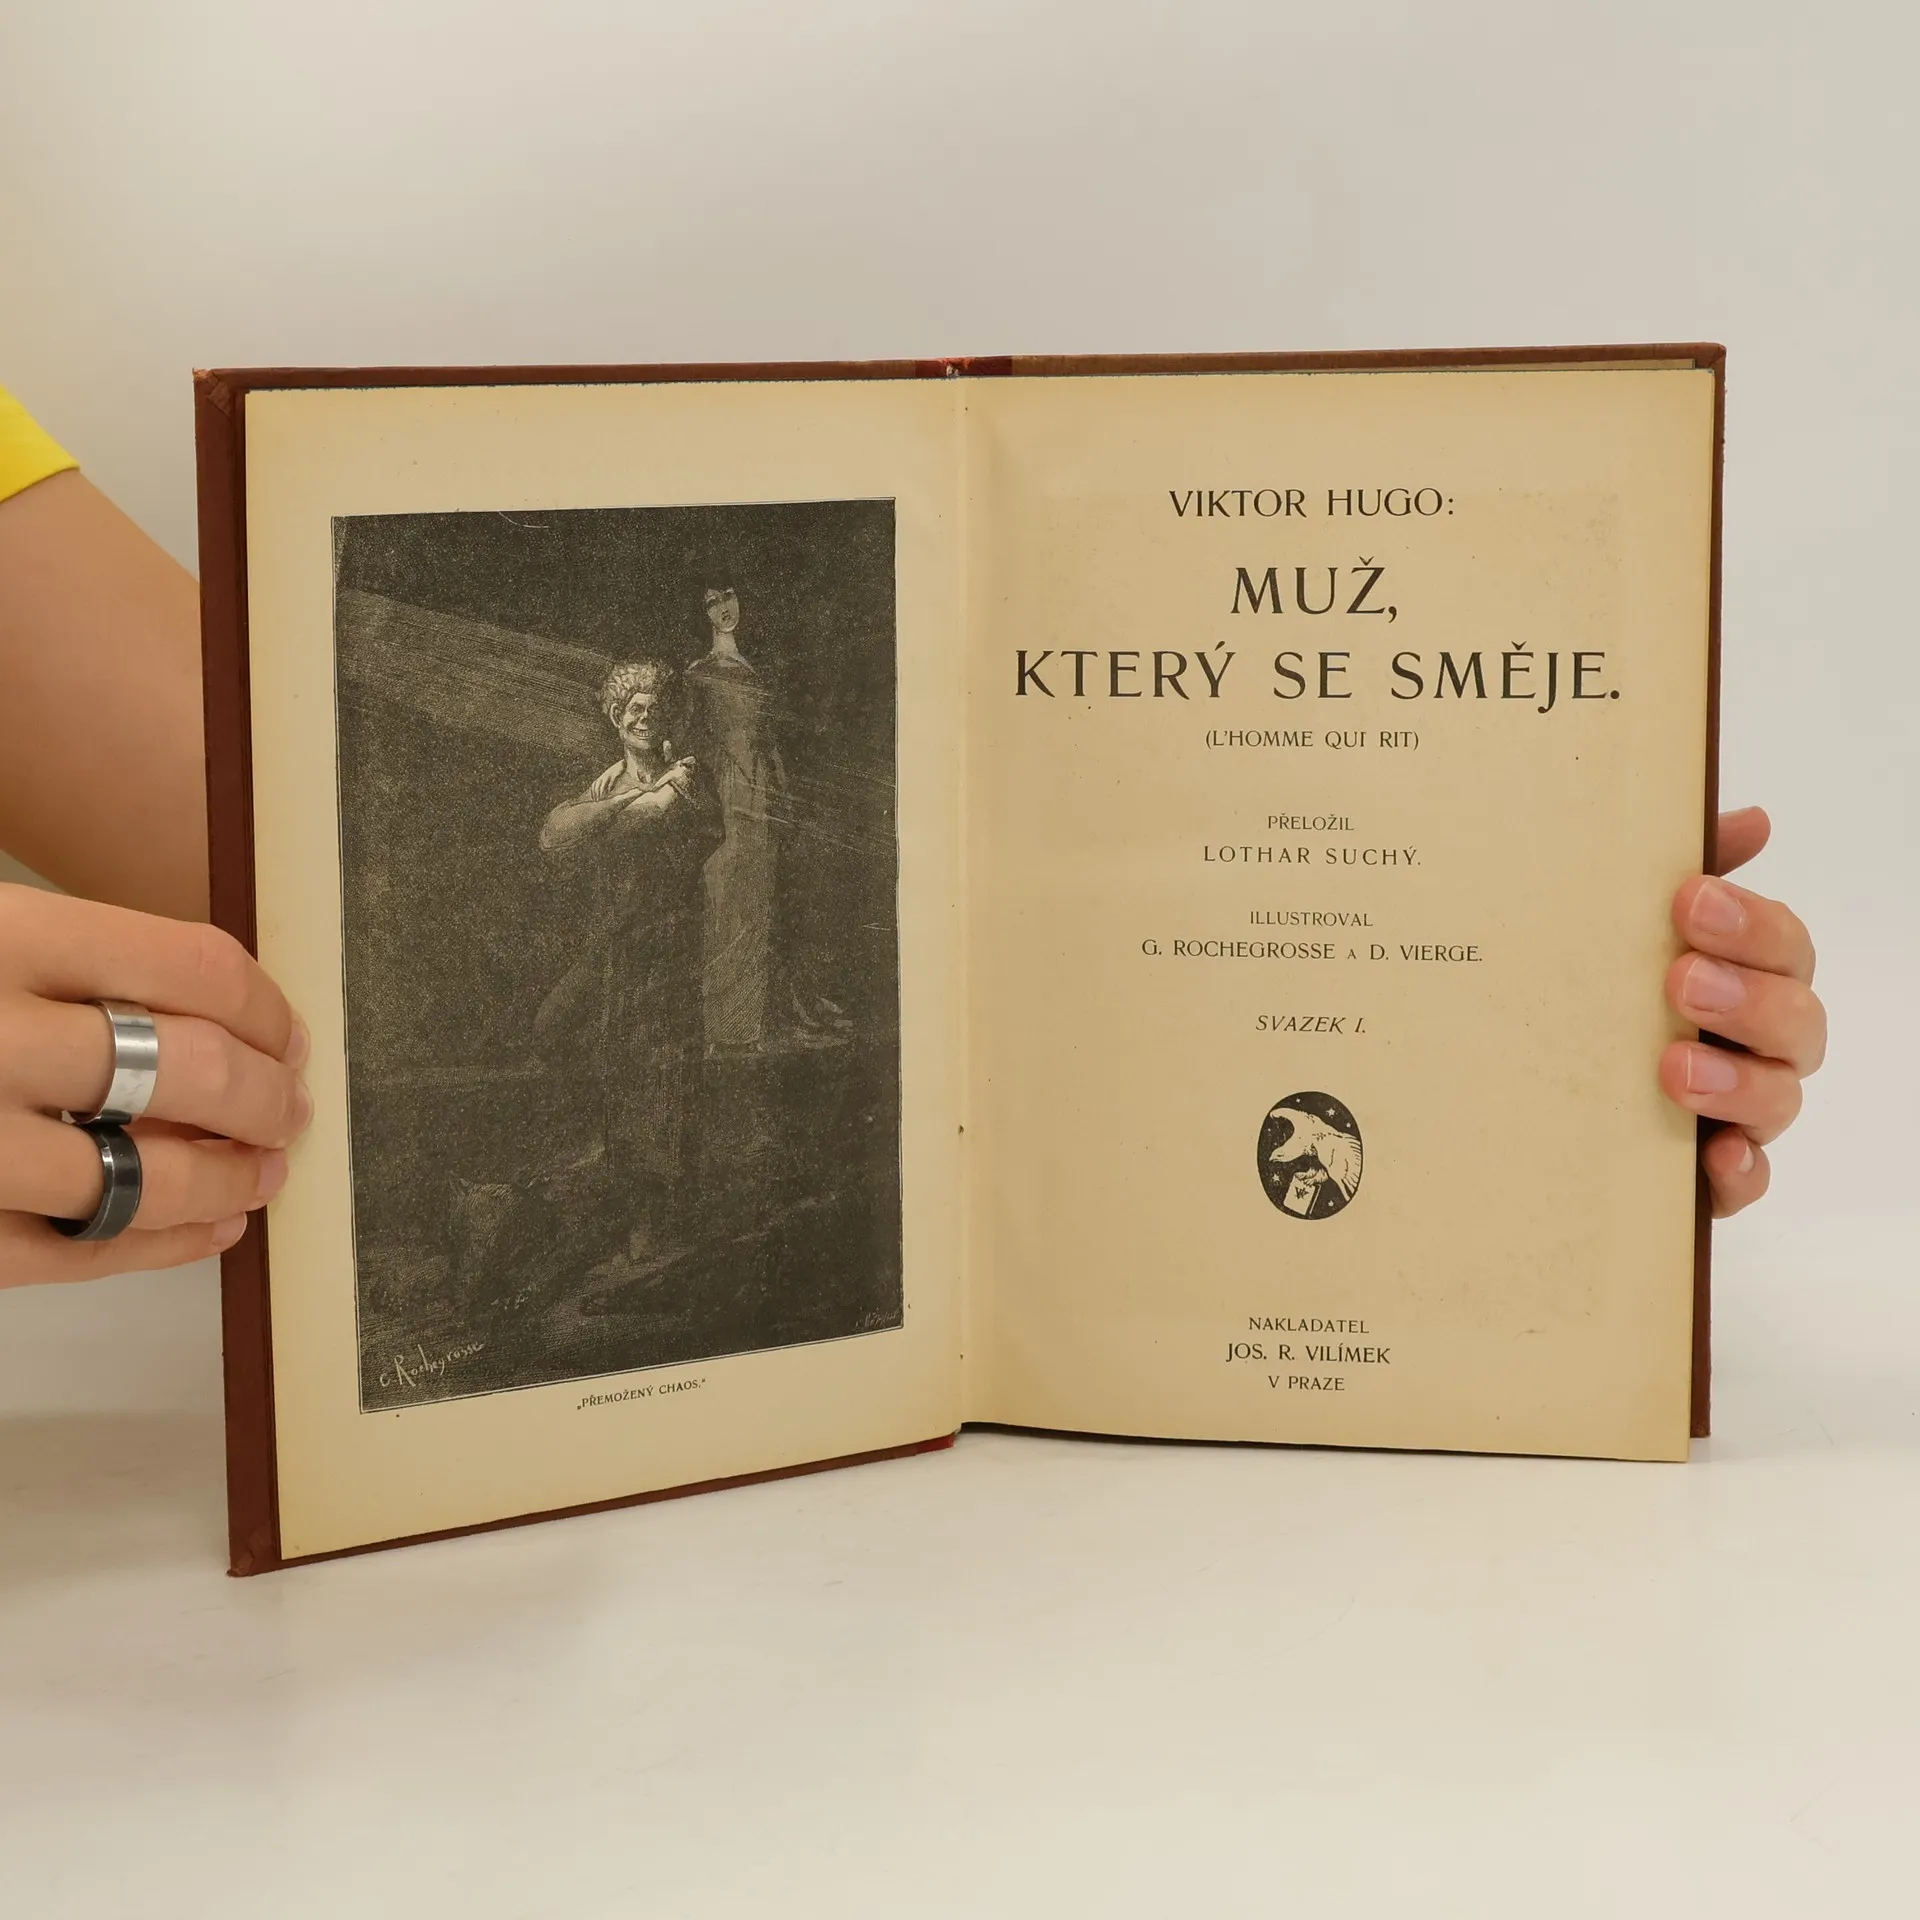 G. Rochegrosse
„PŘEMOŽENÝ CHAOS.“
VIKTOR HUGO:
MUŽ,
KTERÝ SE SMĚJE.
(L'HOMME QUI RIT)
PŘELOŽIL
LOTHAR SUCHÝ.
ILLUSTROVAL
G. ROCHEGROSSE A D. VIERGE.
SVAZEK I.
NAKLADATEL
JOS. R. VILÍMEK
V PRAZE